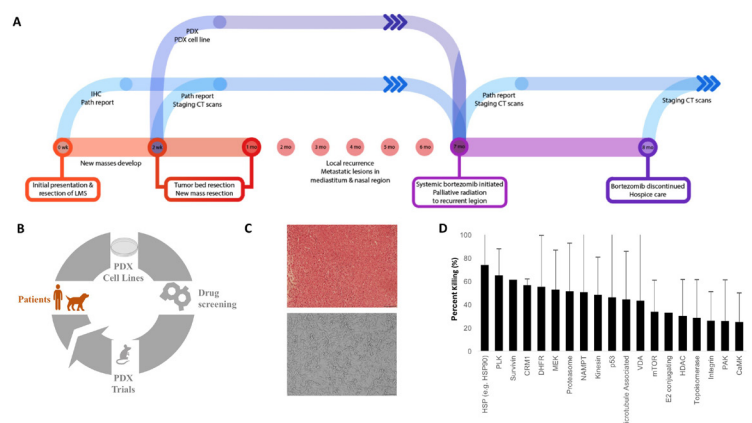 A
PDX
PDX cell line
IHC
Path report
Path report
Staging CT scans
Path report
Staging CT scans
Staging CT scans
0 wk
2 wk
1 mo
2 mo
3 mo
4 mo
5 mo
6 mo
7 mo
New masses develop
Local recurrence
Metastatic lesions in
mediastitum & nasal region
Initial presentation &
resection of LMS
Tumor bed resection
New mass resection
Systemic bortezomib initiated
Palliative radiation
to recurrent legion
Bortezomib discontinued
Hospice care
B
PDX
Cell Lines
Patients
Drug
screening
PDX
Trials
C
D
Percent Killing (%)
100
80
60
40
20
0
HSP (e.g. HSP90)
PLK
Survivin
CRM1
DHFR
MEK
Proteasome
NAMPT
Kinesin
p53
icrotubule Associated
VDA
mTOR
E2 conjugating
HDAC
Topoisomerase
Integrin
PAK
CaMK